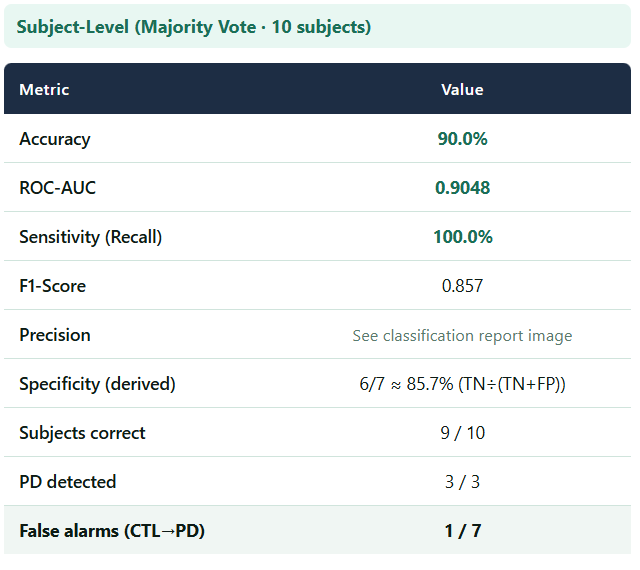 Subject-Level (Majority Vote · 10 subjects)
Metric Value
Accuracy 90.0%
ROC-AUC 0.9048
Sensitivity (Recall) 100.0%
F1-Score 0.857
Precision See classification report image
Specificity (derived) 6/7 ≈ 85.7% (TN÷(TN+FP))
Subjects correct 9 / 10
PD detected 3 / 3
False alarms (CTL→PD) 1 / 7